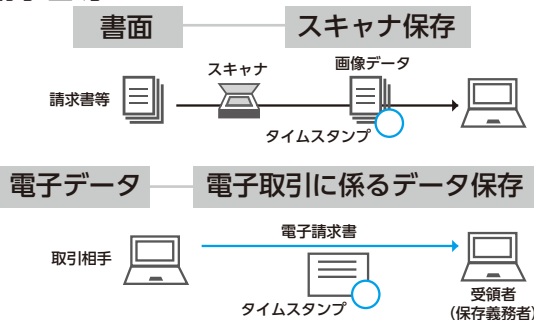 書面 スキャナ保存
スキャナ 画像データ
請求書等
タイムスタンプ
電子データ 電子取引に係るデータ保存
電子請求書
取引相手
タイムスタンプ
受領者
(保存義務者)